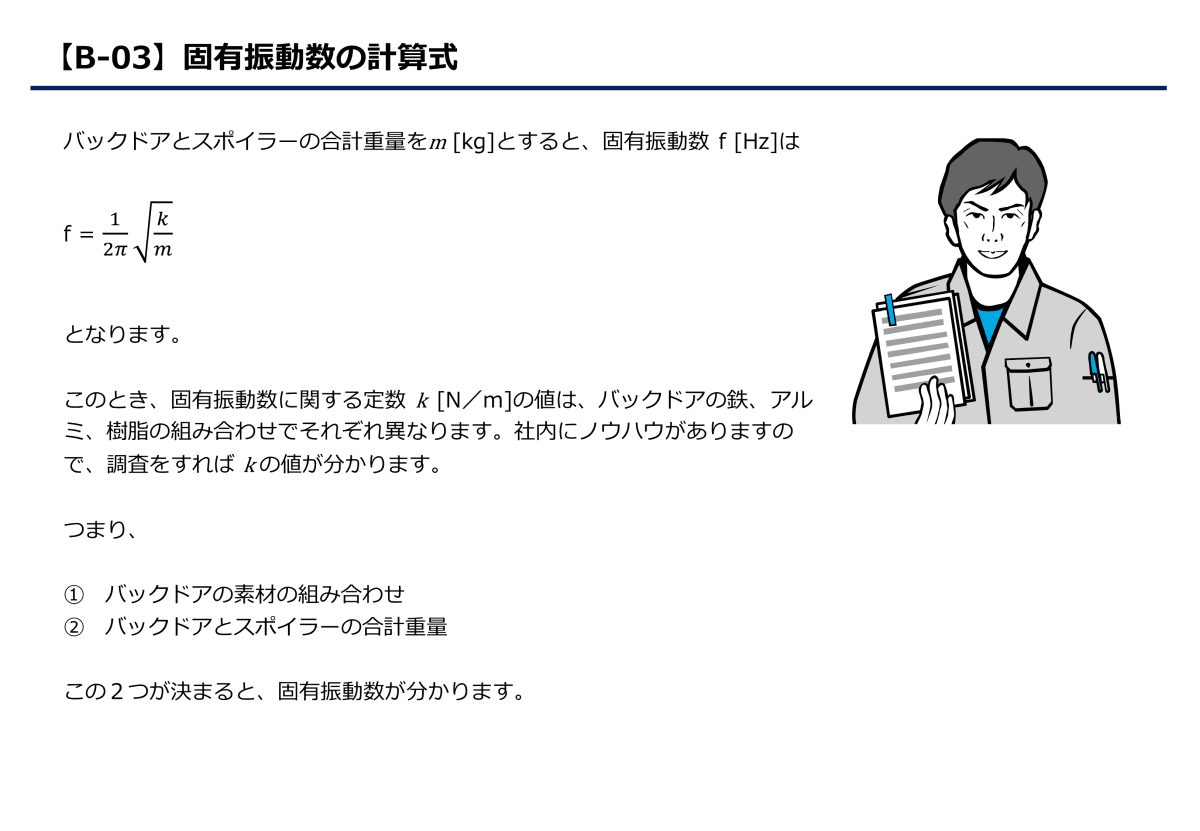 【B-03】固有振動数の計算式
バックドアとスポイラーの合計重量をm [kg]とすると、固有振動数 f [Hz]は
f = 1/2π √k/m
となります。
このとき、固有振動数に関する定数 k [N／m]の値は、バックドアの鉄、アル
ミ、樹脂の組み合わせでそれぞれ異なります。社内にノウハウがありますの
で、調査をすれば kの値が分かります。
つまり、
① バックドアの素材の組み合わせ
② バックドアとスポイラーの合計重量
この２つが決まると、固有振動数が分かります。